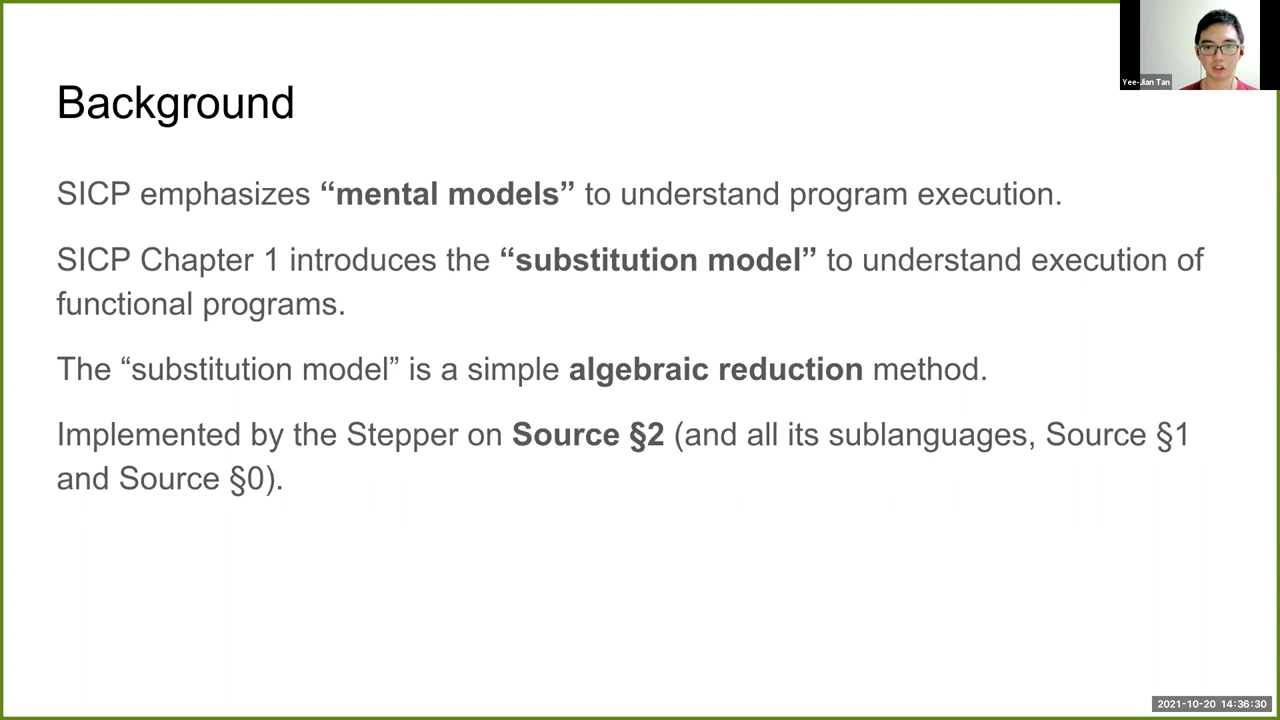 Yee-Jian Tan
Background
SICP emphasizes “mental models” to understand program execution.
SICP Chapter 1 introduces the “substitution model” to understand execution of
functional programs.
The “substitution model” is a simple algebraic reduction method.
Implemented by the Stepper on Source §2 (and all its sublanguages, Source §1
and Source §0).
2021-10-20 14:36:30